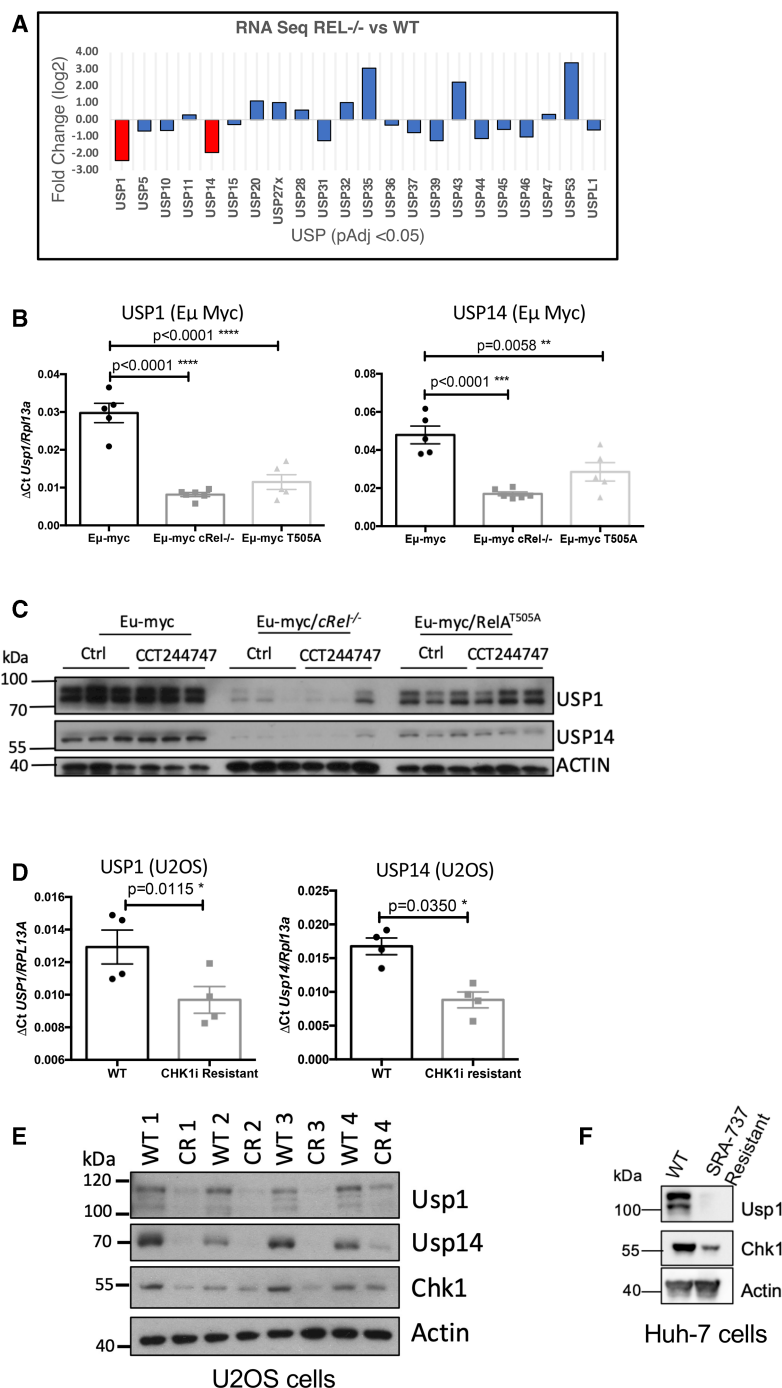 A
RNA Seq REL-/- vs WT
Fold Change (log2)
4.00
3.00
2.00
1.00
0.00
-1.00
-2.00
-3.00
USP1 USP5 USP10 USP11 USP14 USP15 USP20 USP27x USP28 USP31 USP32 USP35 USP36 USP37 USP39 USP43 USP44 USP45 USP46 USP47 USP53 USPL1
USP (pAdj <0.05)
B
USP1 (Eμ Myc)
p<0.0001 ****
p<0.0001 ****
ΔCt Usp1/Rpl13a
0.04
0.03
0.02
0.01
0.00
Eμ-myc Eμ-myc cRel-/- Eμ-myc T505A
USP14 (Eμ Myc)
p=0.0058 **
p<0.0001 ***
0.08
0.06
0.04
0.02
0.00
Eμ-myc Eμ-myc cRel-/- Eμ-myc T505A
C
Eu-myc Eu-myc/cRel-/- Eu-myc/RelAT505A
Ctrl CCT244747 Ctrl CCT244747 Ctrl CCT244747
kDa
100
70
USP1
55
USP14
40
ACTIN
D
USP1 (U2OS)
p=0.0115 *
ΔCt USP1/RPL13A
0.016
0.014
0.012
0.010
0.008
0.006
WT CHK1i Resistant
USP14 (U2OS)
p=0.0350 *
ΔCt Usp14/Rpl13a
0.025
0.020
0.015
0.010
0.005
0.000
WT CHK1i resistant
E
WT 1 CR 1 WT 2 CR 2 WT 3 CR 3 WT 4 CR 4
kDa
120
100
Usp1
70
Usp14
55
Chk1
40
Actin
U2OS cells
F
WT
SRA-737
Resistant
kDa
100
Usp1
55
Chk1
40
Actin
Huh-7 cells